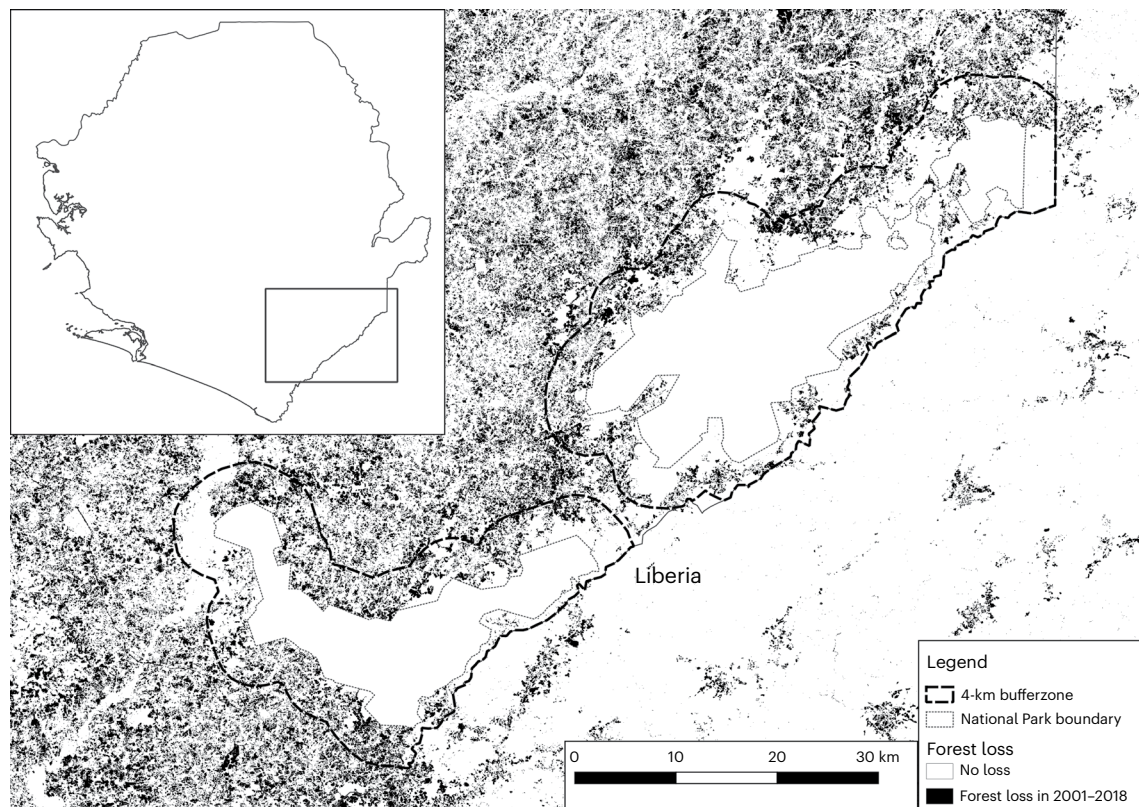 Liberia
Legend
4-km bufferzone
National Park boundary
Forest loss
No loss
Forest loss in 2001–2018
0 10 20 30 km